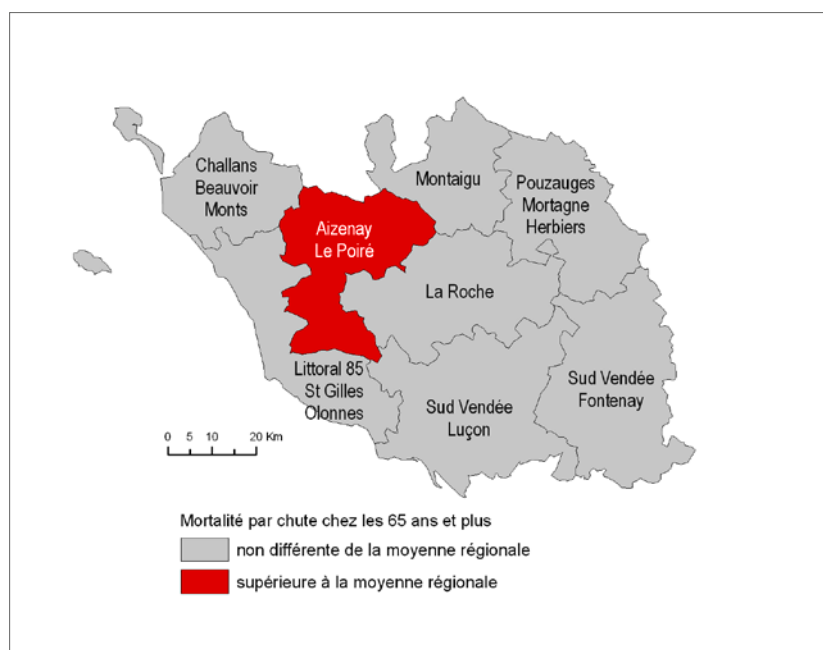 Challans
Beauvoir
Monts
Montaigu
Pouzauges
Mortagne
Herbiers
Aizenay
Le Poiré
La Roche
Littoral 85
St Gilles
Olonnes
Sud Vendée
Luçon
Sud Vendée
Fontenay
0 5 10 20 Km
Mortalité par chute chez les 65 ans et plus
non différente de la moyenne régionale
supérieure à la moyenne régionale